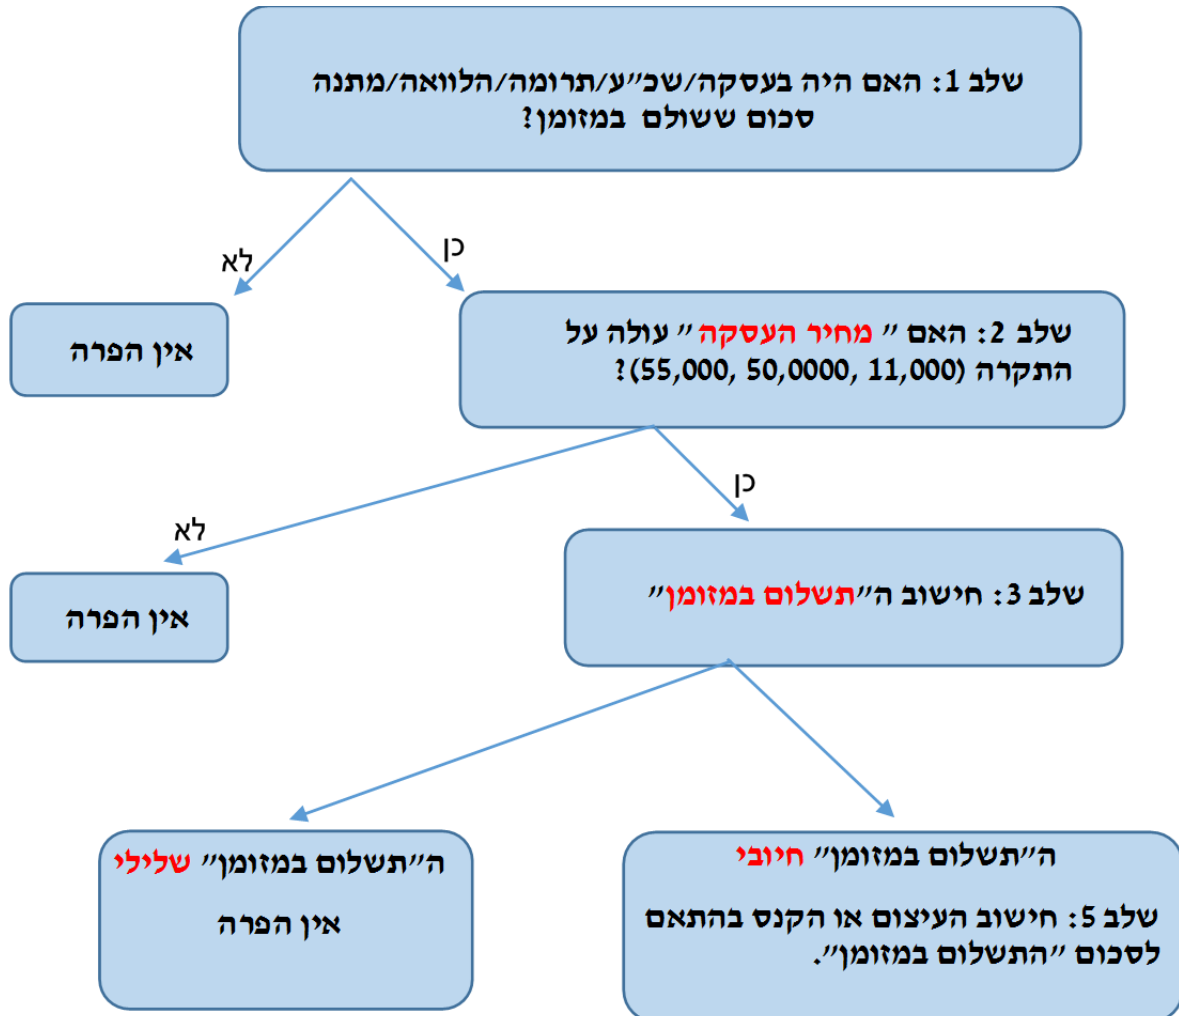 שלב 1: האם היה בעסקה/שכ"ע/תרומה/הלוואה/מתנה
סכום ששולם במזומן?
לא
כן
אין הפרה
שלב 2: האם " מחיר העסקה " עולה על
התקרה (11,000, 50,0000, 55,000)?
לא
כן
אין הפרה
שלב 3: חישוב ה"תשלום במזומן"
ה"תשלום במזומן" חיובי
שלב 5: חישוב העיצום או הקנס בהתאם
לסכום "התשלום במזומן".
ה"תשלום במזומן" שלילי
אין הפרה